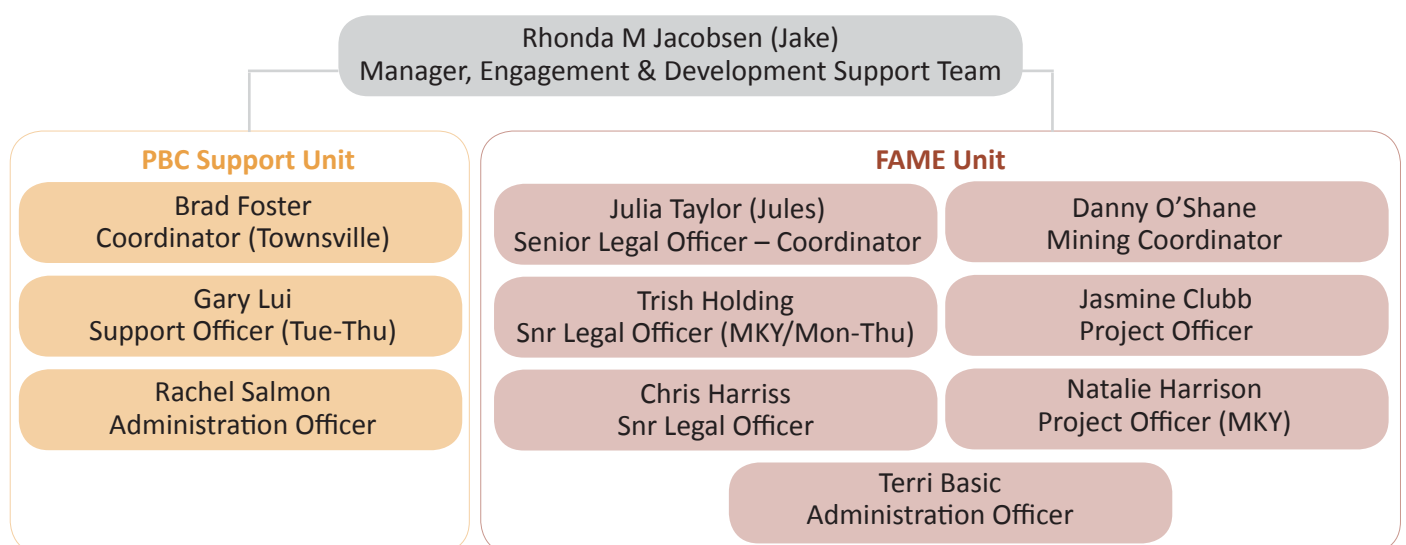 Rhonda M Jacobsen (Jake)
Manager, Engagement & Development Support Team
PBC Support Unit
Brad Foster
Coordinator (Townsville)
Gary Lui
Support Officer (Tue-Thu)
Rachel Salmon
Administration Officer
FAME Unit
Julia Taylor (Jules)
Senior Legal Officer – Coordinator
Danny O’Shane
Mining Coordinator
Trish Holding
Snr Legal Officer (MKY/Mon-Thu)
Jasmine Clubb
Project Officer
Chris Harriss
Snr Legal Officer
Natalie Harrison
Project Officer (MKY)
Terri Basic
Administration Officer